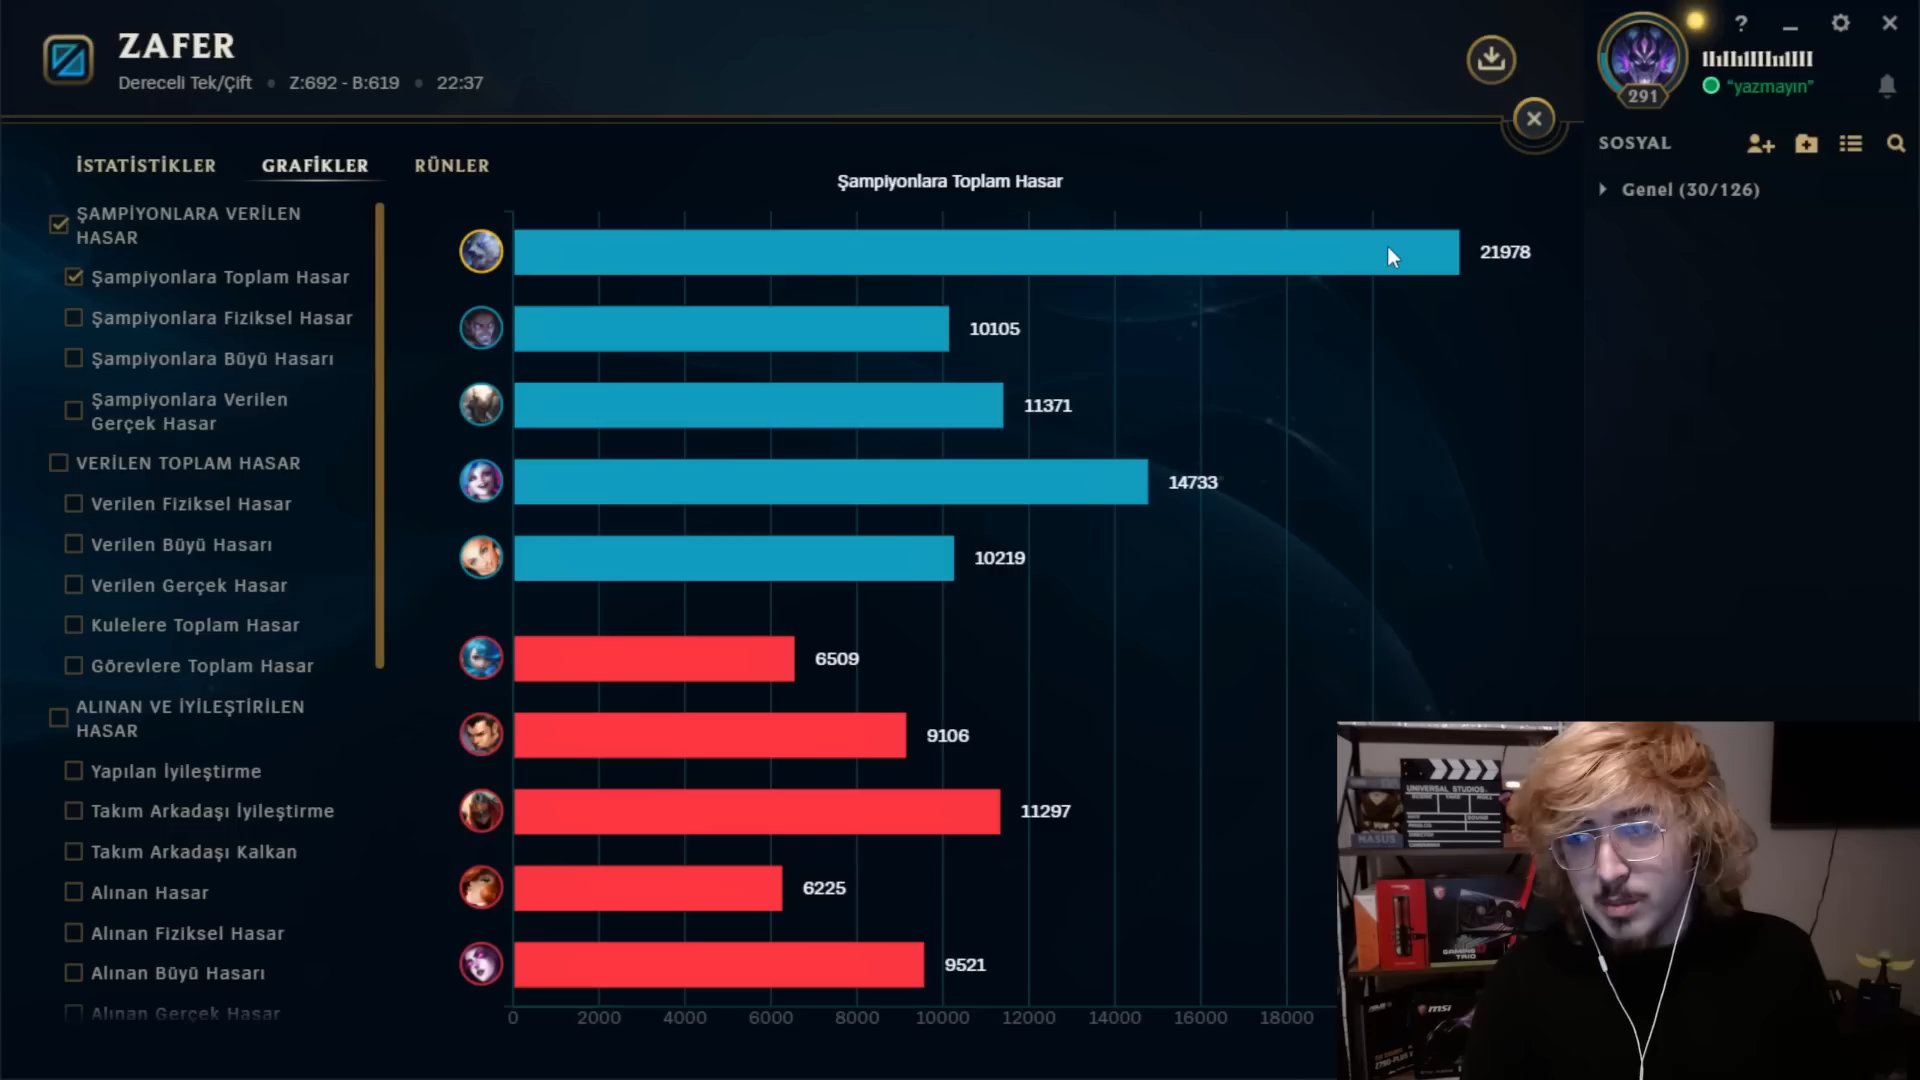 ZAFER
Dereceli Tek/Çift • Z:692 - B:619 • 22:37
291
"yazmayın"
SOSYAL
Genel (30/126)
İSTATİSTİKLER GRAFİKLER RÜNLER
ŞAMPİYONLARA VERİLEN
HASAR
Şampiyonlara Toplam Hasar
Şampiyonlara Fiziksel Hasar
Şampiyonlara Büyü Hasarı
Şampiyonlara Verilen
Gerçek Hasar
VERİLEN TOPLAM HASAR
Verilen Fiziksel Hasar
Verilen Büyü Hasarı
Verilen Gerçek Hasar
Kulelere Toplam Hasar
Görevlere Toplam Hasar
ALINAN VE İYİLEŞTİRİLEN
HASAR
Yapılan İyileştirme
Takım Arkadaşı İyileştirme
Takım Arkadaşı Kalkan
Alınan Hasar
Alınan Fiziksel Hasar
Alınan Büyü Hasarı
Alınan Gerçek Hasar
Şampiyonlara Toplam Hasar
21978
10105
11371
14733
10219
6509
9106
11297
6225
9521
0 2000 4000 6000 8000 10000 12000 14000 16000 18000
UNIVERSAL STUDIOS
NASUS
GAMING
TRIO
msi